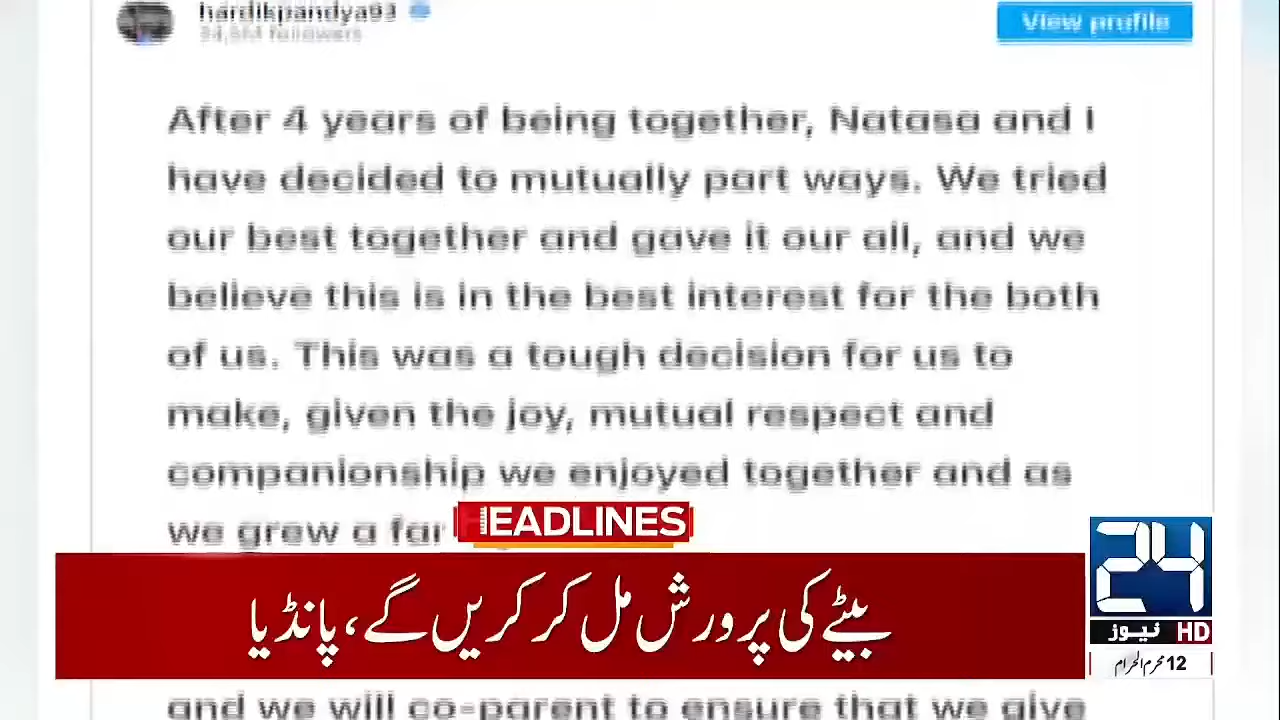 hardikpandya93
View profile
After 4 years of being together, Natasa and I
have decided to mutually part ways. We tried
our best together and gave it our all, and we
believe this is in the best interest for the both
of us. This was a tough decision for us to
make, given the joy, mutual respect and
companionship we enjoyed together and as
we grew a
HEADLINES
بیٹے کی پرورش مل کر کریں گے، پانڈیا
24
نیوز HD
12 محرم الحرام
and we will co-parent to ensure that we give